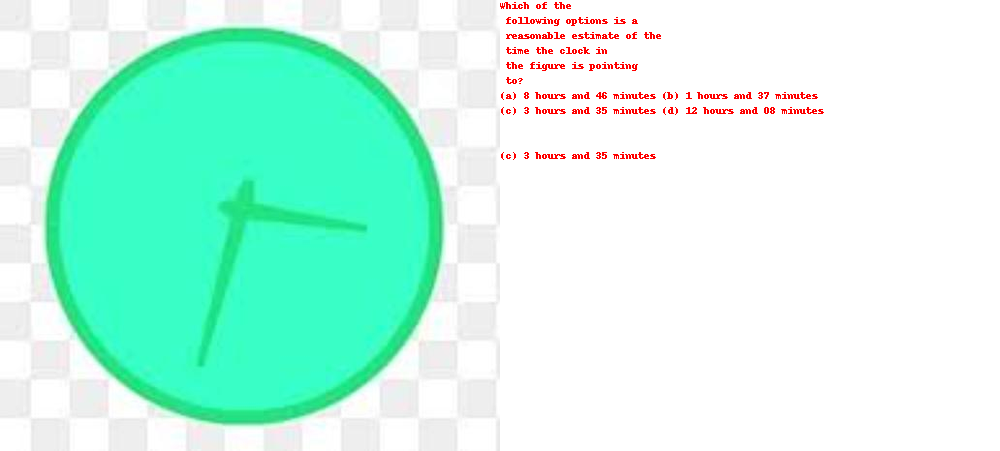 Which of the
following options is a
reasonable estimate of the
time the clock in
the figure is pointing
to?
(a) 8 hours and 46 minutes (b) 1 hours and 37 minutes
(c) 3 hours and 35 minutes (d) 12 hours and 08 minutes
(c) 3 hours and 35 minutes